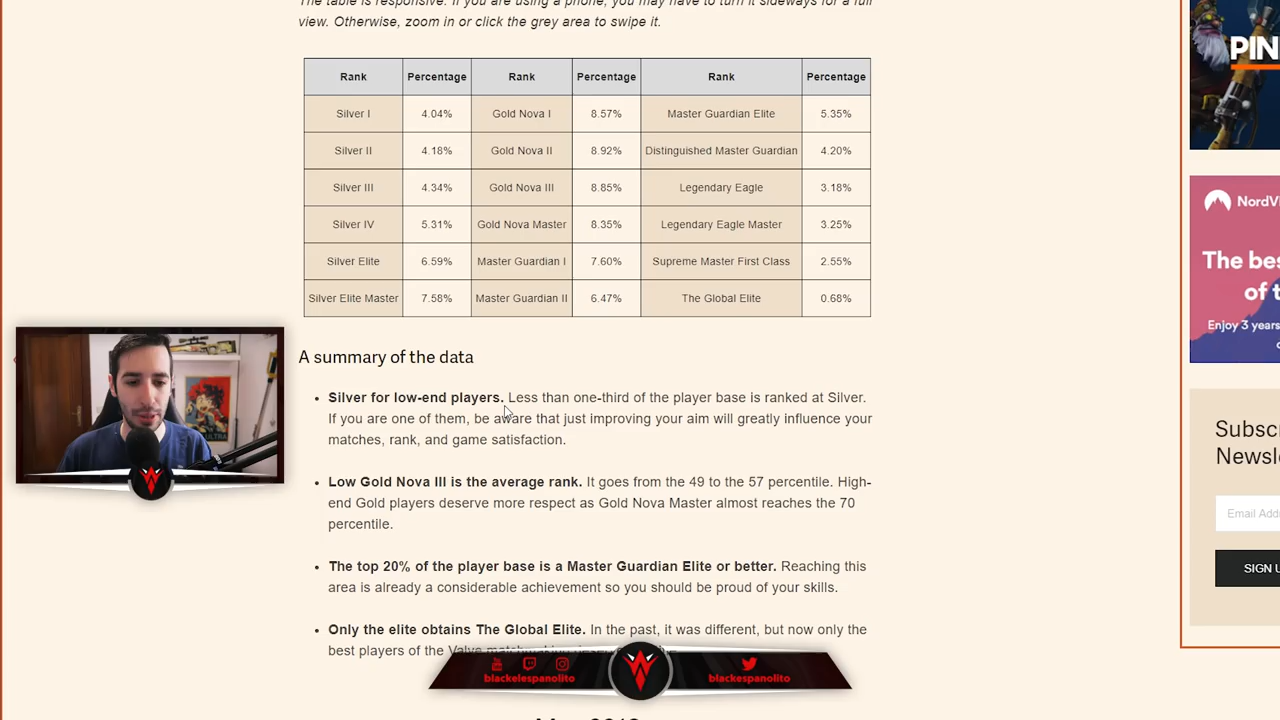 The table is responsive. If you are using a phone, you may have to turn it sideways for a full
view. Otherwise, zoom in or click the grey area to swipe it.
Rank Percentage Rank Percentage Rank Percentage
Silver I 4.04% Gold Nova I 8.57% Master Guardian Elite 5.35%
Silver II 4.18% Gold Nova II 8.92% Distinguished Master Guardian 4.20%
Silver III 4.34% Gold Nova III 8.85% Legendary Eagle 3.18%
Silver IV 5.31% Gold Nova Master 8.35% Legendary Eagle Master 3.25%
Silver Elite 6.59% Master Guardian I 7.60% Supreme Master First Class 2.55%
Silver Elite Master 7.58% Master Guardian II 6.47% The Global Elite 0.68%
A summary of the data
Silver for low-end players. Less than one-third of the player base is ranked at Silver.
If you are one of them, be aware that just improving your aim will greatly influence your
matches, rank, and game satisfaction.
Low Gold Nova III is the average rank. It goes from the 49 to the 57 percentile. High-
end Gold players deserve more respect as Gold Nova Master almost reaches the 70
percentile.
The top 20% of the player base is a Master Guardian Elite or better. Reaching this
area is already a considerable achievement so you should be proud of your skills.
Only the elite obtains The Global Elite. In the past, it was different, but now only the
best players of the Valve matchmaking
blackelespanolito
blackespanolito
PIN
NordV
The bes
of t
Enjoy 3 years
Subsc
Newsle
Email Add
SIGN U
ULTRA